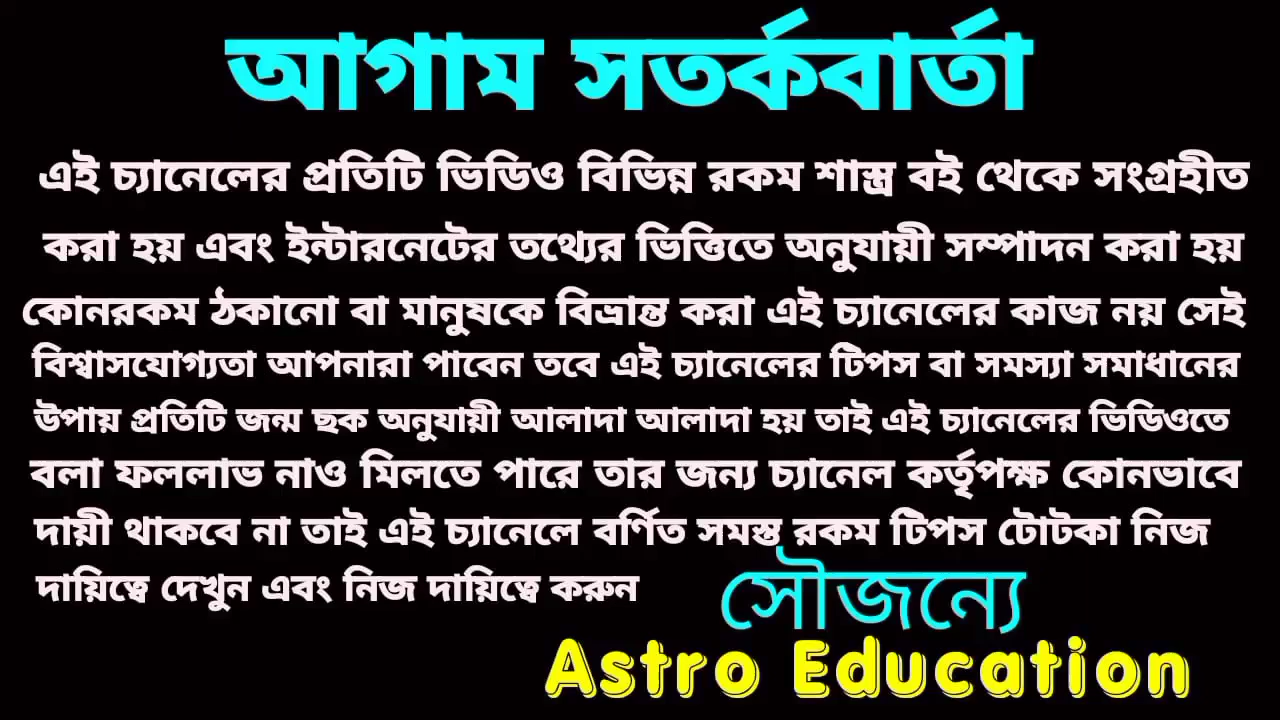 আগাম সতর্কবার্তা
এই চ্যানেলের প্রতিটি ভিডিও বিভিন্ন রকম শাস্ত্র বই থেকে সংগ্রহীত
করা হয় এবং ইন্টারনেটের তথ্যের ভিত্তিতে অনুযায়ী সম্পাদন করা হয়
কোনরকম ঠকানো বা মানুষকে বিভ্রান্ত করা এই চ্যানেলের কাজ নয় সেই
বিশ্বাসযোগ্যতা আপনারা পাবেন তবে এই চ্যানেলের টিপস বা সমস্যা সমাধানের
উপায় প্রতিটি জন্ম ছক অনুযায়ী আলাদা আলাদা হয় তাই এই চ্যানেলের ভিডিওতে
বলা ফললাভ নাও মিলতে পারে তার জন্য চ্যানেল কর্তৃপক্ষ কোনভাবে
দায়ী থাকবে না তাই এই চ্যানেলে বর্ণিত সমস্ত রকম টিপস টোটকা নিজ
দায়িত্বে দেখুন এবং নিজ দায়িত্বে করুন
সৌজন্যে
Astro Education